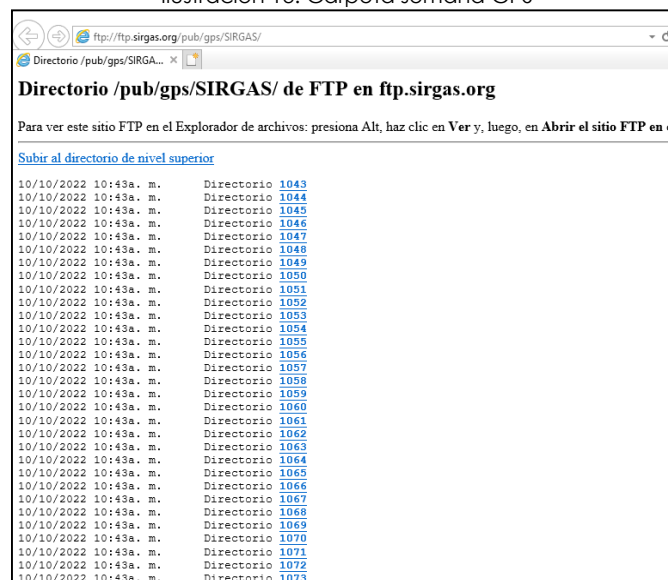 ftp://ftp.sirgas.org/pub/gps/SIRGAS/
Directorio /pub/gps/SIRGA...
Directorio /pub/gps/SIRGAS/ de FTP en ftp.sirgas.org
Para ver este sitio FTP en el Explorador de archivos: presiona Alt, haz clic en Ver y, luego, en Abrir el sitio FTP en
Subir al directorio de nivel superior
10/10/2022 10:43a. m. Directorio 1043
10/10/2022 10:43a. m. Directorio 1044
10/10/2022 10:43a. m. Directorio 1045
10/10/2022 10:43a. m. Directorio 1046
10/10/2022 10:43a. m. Directorio 1047
10/10/2022 10:43a. m. Directorio 1048
10/10/2022 10:43a. m. Directorio 1049
10/10/2022 10:43a. m. Directorio 1050
10/10/2022 10:43a. m. Directorio 1051
10/10/2022 10:43a. m. Directorio 1052
10/10/2022 10:43a. m. Directorio 1053
10/10/2022 10:43a. m. Directorio 1054
10/10/2022 10:43a. m. Directorio 1055
10/10/2022 10:43a. m. Directorio 1056
10/10/2022 10:43a. m. Directorio 1057
10/10/2022 10:43a. m. Directorio 1058
10/10/2022 10:43a. m. Directorio 1059
10/10/2022 10:43a. m. Directorio 1060
10/10/2022 10:43a. m. Directorio 1061
10/10/2022 10:43a. m. Directorio 1062
10/10/2022 10:43a. m. Directorio 1063
10/10/2022 10:43a. m. Directorio 1064
10/10/2022 10:43a. m. Directorio 1065
10/10/2022 10:43a. m. Directorio 1066
10/10/2022 10:43a. m. Directorio 1067
10/10/2022 10:43a. m. Directorio 1068
10/10/2022 10:43a. m. Directorio 1069
10/10/2022 10:43a. m. Directorio 1070
10/10/2022 10:43a. m. Directorio 1071
10/10/2022 10:43a. m. Directorio 1072
10/10/2022 10:43a. m. Directorio 1073